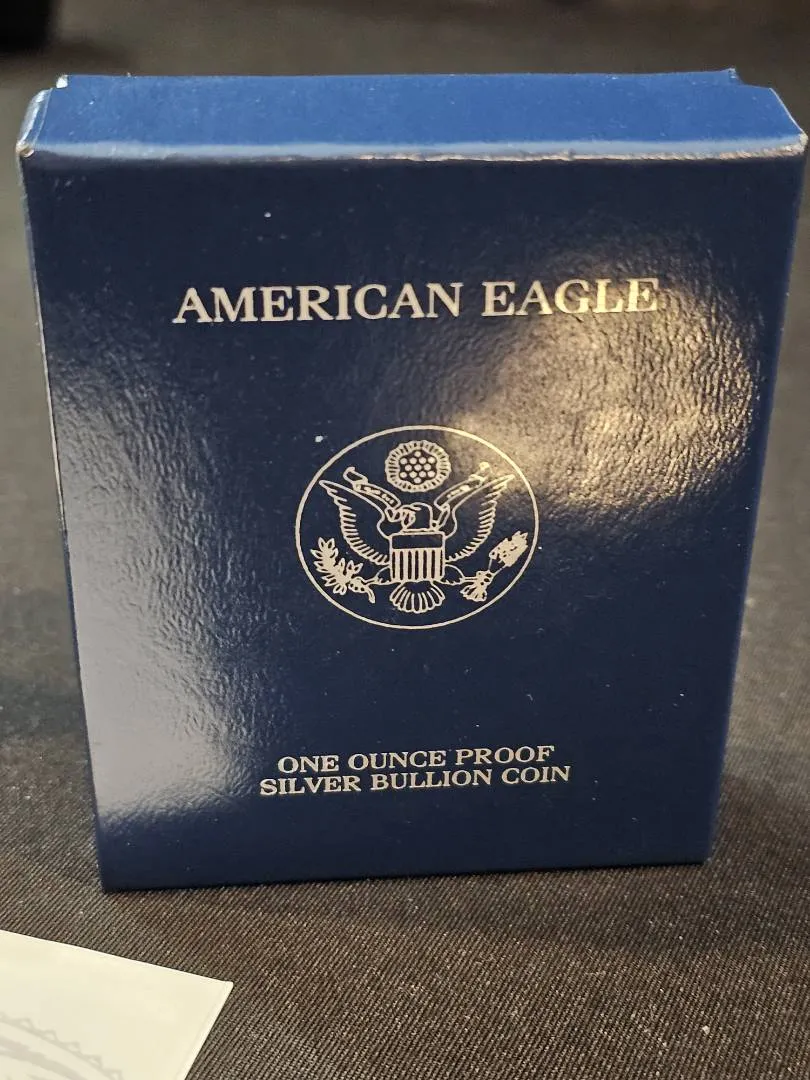 AMERICAN EAGLE
ONE OUNCE PROOF
SILVER BULLION COIN